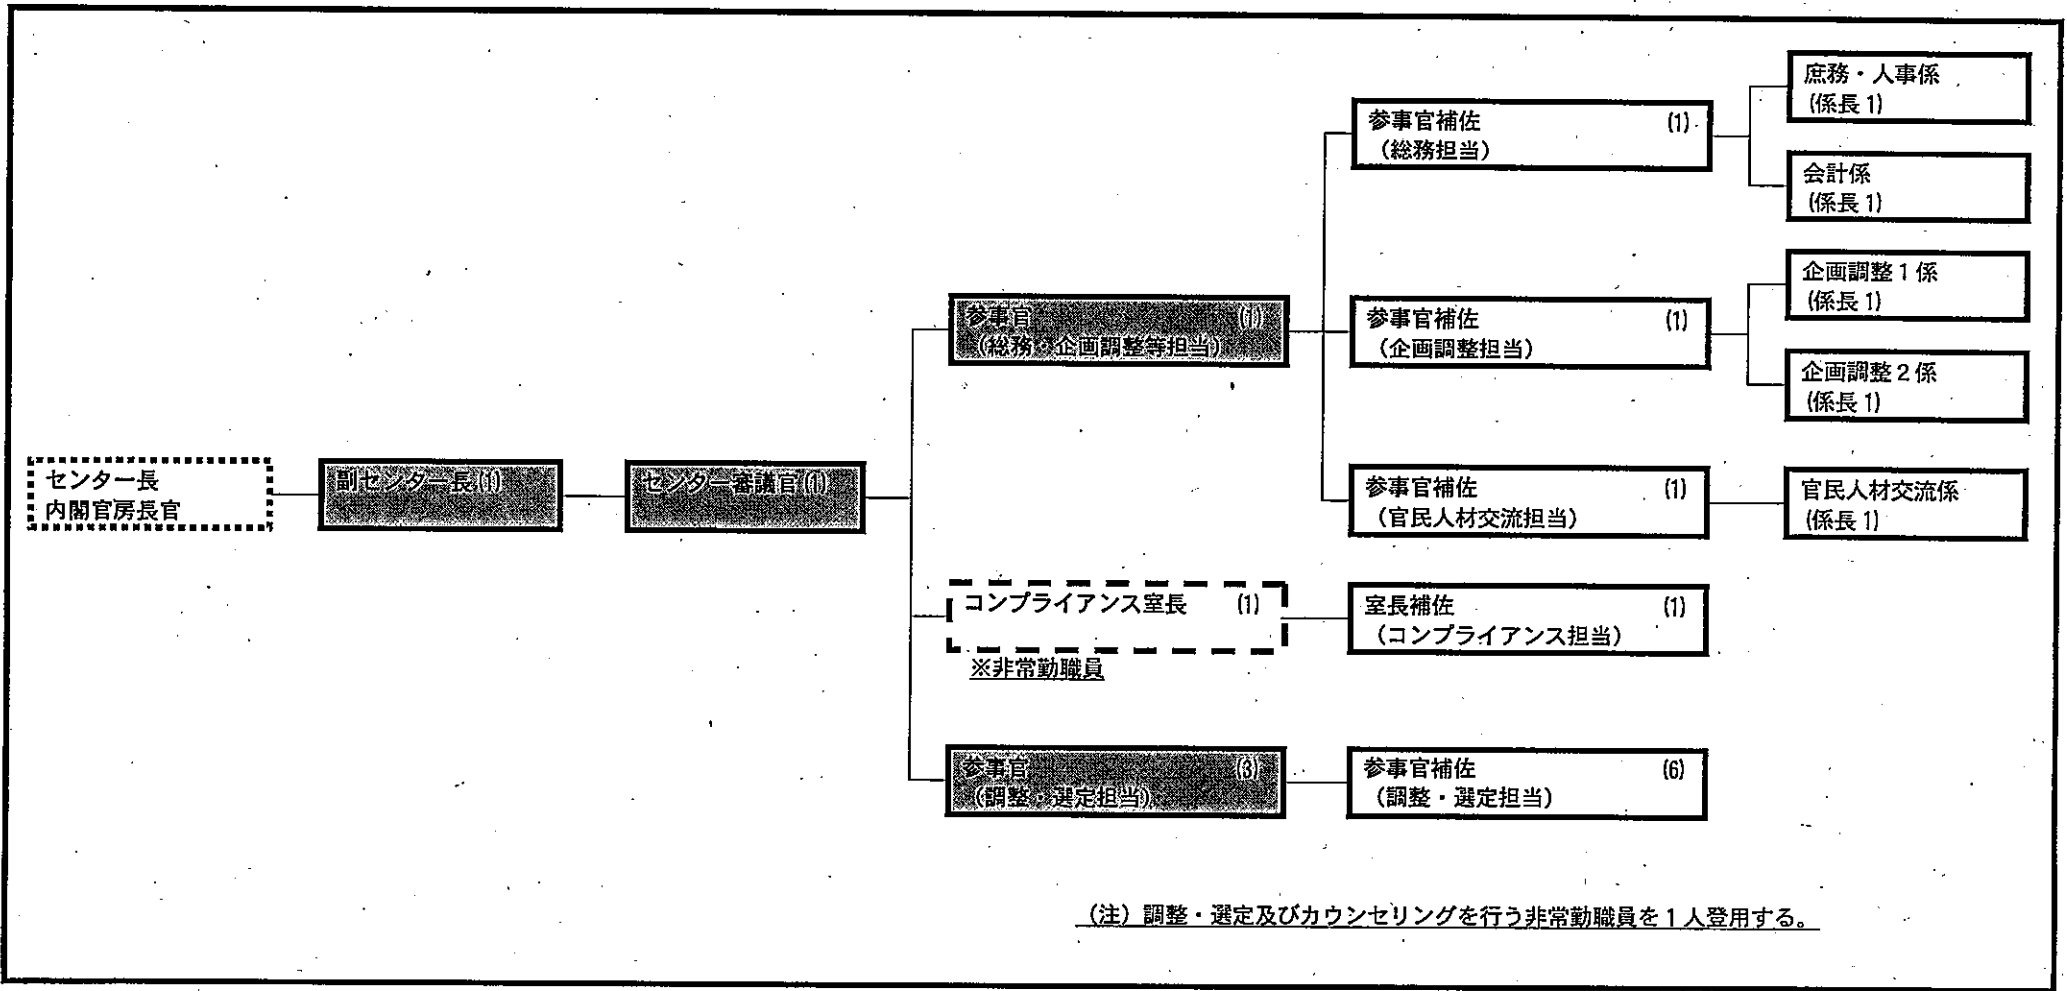 センター長
内閣官房長官
副センター長(1)
センター審議官(1)
参事官 (1)
(総務・企画調整等担当)
参事官補佐 (1)
(総務担当)
庶務・人事係
(係長1)
会計係
(係長1)
参事官補佐 (1)
(企画調整担当)
企画調整1係
(係長1)
企画調整2係
(係長1)
参事官補佐 (1)
(官民人材交流担当)
官民人材交流係
(係長1)
コンプライアンス室長 (1)
※非常勤職員
室長補佐 (1)
(コンプライアンス担当)
参事官 (3)
(調整・選定担当)
参事官補佐 (6)
(調整・選定担当)
(注)調整・選定及びカウンセリングを行う非常勤職員を1人登用する。